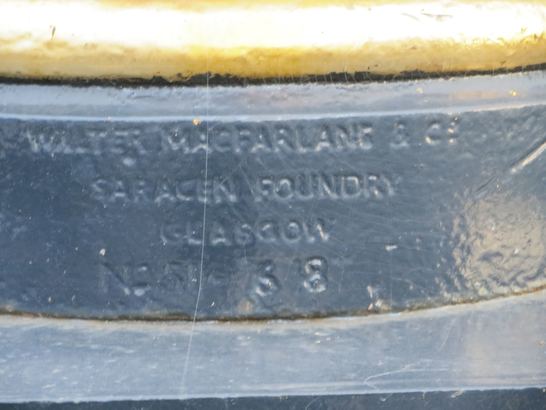 WALTER MACFARLANE & Cº
SARACEN FOUNDRY
GLASGOW
38